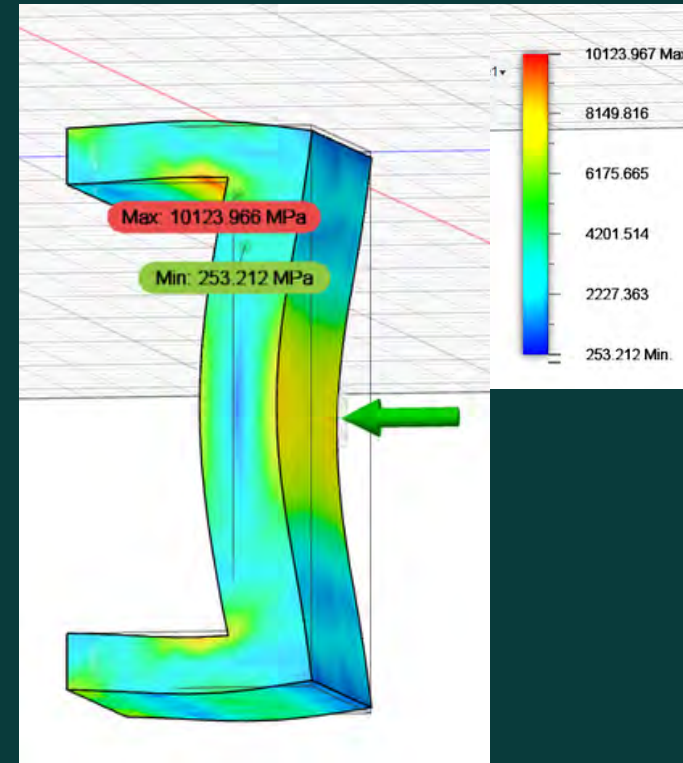 Max: 10123.966 MPa
Min: 253.212 MPa
1
10123.967 Max
8149.816
6175.665
4201.514
2227.363
253.212 Min.